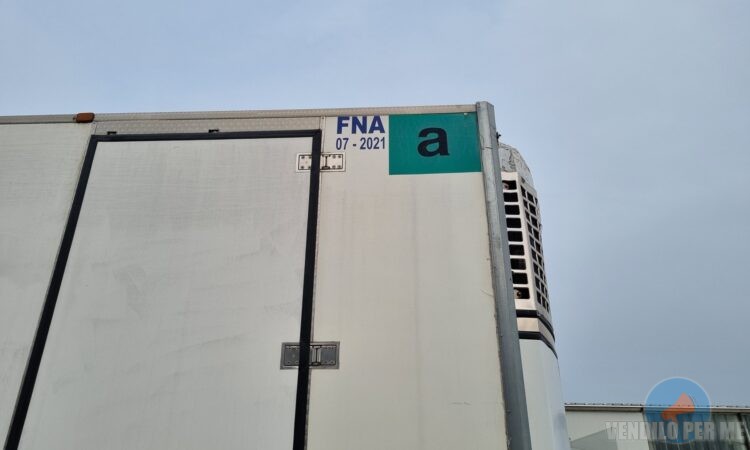 FNA
07 - 2021
a
VENDILO PER ME